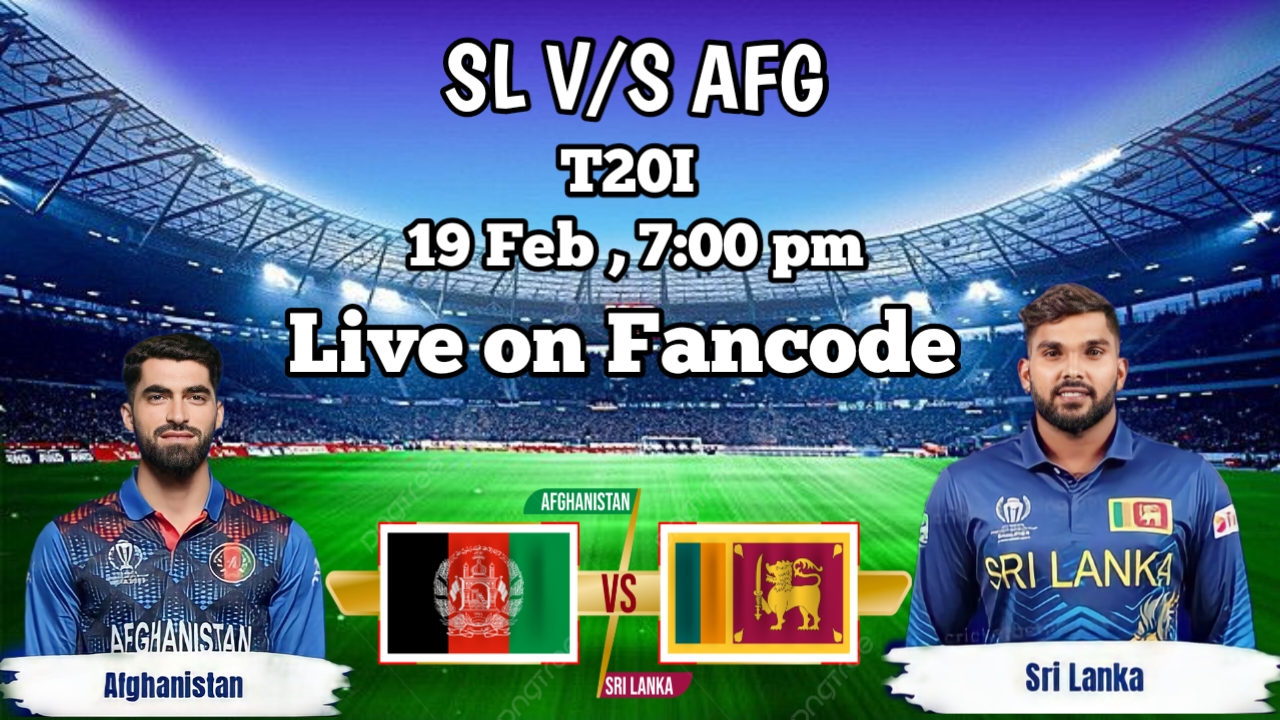 SL V/S AFG
T20I
19 Feb , 7:00 pm
Live on Fancode
AFGHANISTAN
VS
SRI LANKA
AFGHANISTAN
SRI LANKA
Afghanistan
Sri Lanka